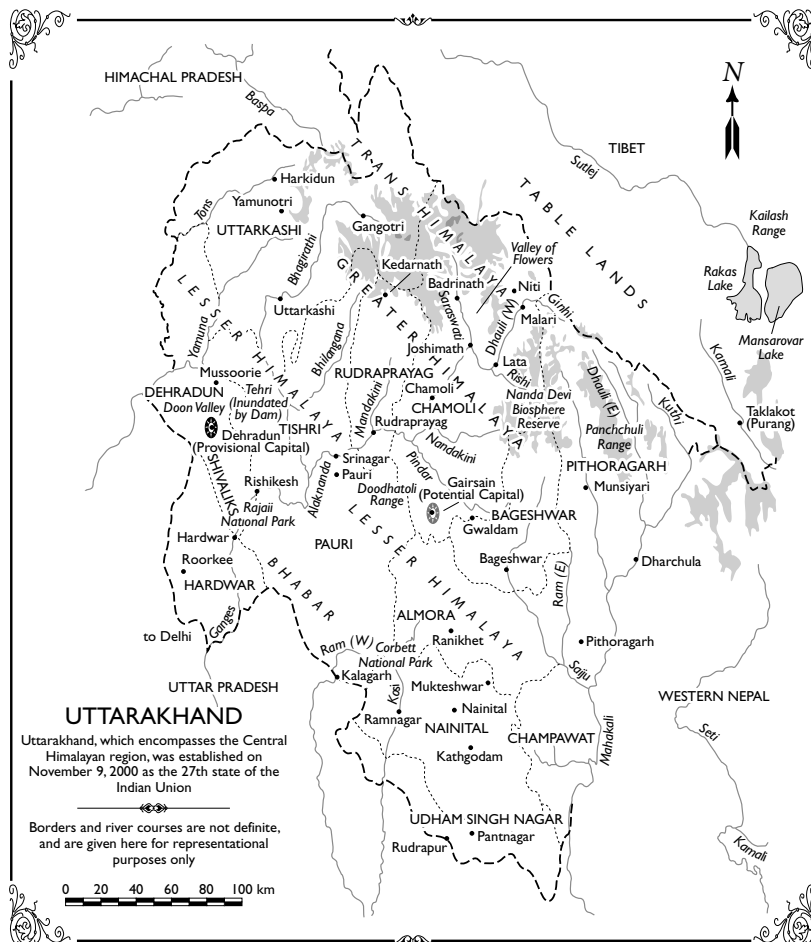 N
HIMACHAL PRADESH
Baspa
TIBET
Sutlej
TRANS HIMALAYA
TABLE LANDS
Harkidun
Tons
Yamunotri
UTTARKASHI
Gangotri
Bhagirathi
Kailash
Range
Valley of
Flowers
Kedarnath
GREATER HIMALAYA
Badrinath
Saraswati
Niti
Ginhi
Rakas
Lake
LESSER HIMALAYA
Uttarkashi
Dhauli (W)
Malari
Mansarovar
Lake
Yamuna
Bhilangana
Joshimath
Lata
Rishi
Kamali
Mussoorie
RUDRAPRAYAG
DEHRADUN
Doon Valley
Tehri
(Inundated
by Dam)
Mandakini
Chamoli
CHAMOLI
Nanda Devi
Biosphere
Reserve
Dhauli (E)
Kuthi
Taklakot
(Purang)
Dehradun
(Provisional Capital)
TISHRI
Rudraprayag
Nandakini
Panchchuli
Range
Srinagar
Pauri
Pindar
PITHORAGARH
SHIVALIKS
Rishikesh
Alaknanda
Doodhatoli
Range
Gairsain
(Potential Capital)
Munsiyari
Rajaii
National Park
LESSER HIMALAYA
BAGESHWAR
Gwaldam
Hardwar
PAURI
Roorkee
BHABAR
Bageshwar
Ram (E)
Dharchula
HARDWAR
Ganges
ALMORA
to Delhi
Ram (W)
Corbett
National Park
Ranikhet
Pithoragarh
Kalagarh
Saiju
UTTAR PRADESH
Kosi
Mukteshwar
WESTERN NEPAL
Ramnagar
Nainital
NAINITAL
CHAMPAWAT
Mahakali
Seti
Kathgodam
UTTARAKHAND
Uttarakhand, which encompasses the Central
Himalayan region, was established on
November 9, 2000 as the 27th state of the
Indian Union
Borders and river courses are not definite,
and are given here for representational
purposes only
UDHAM SINGH NAGAR
Pantnagar
Rudrapur
Kamali
0 20 40 60 80 100 km